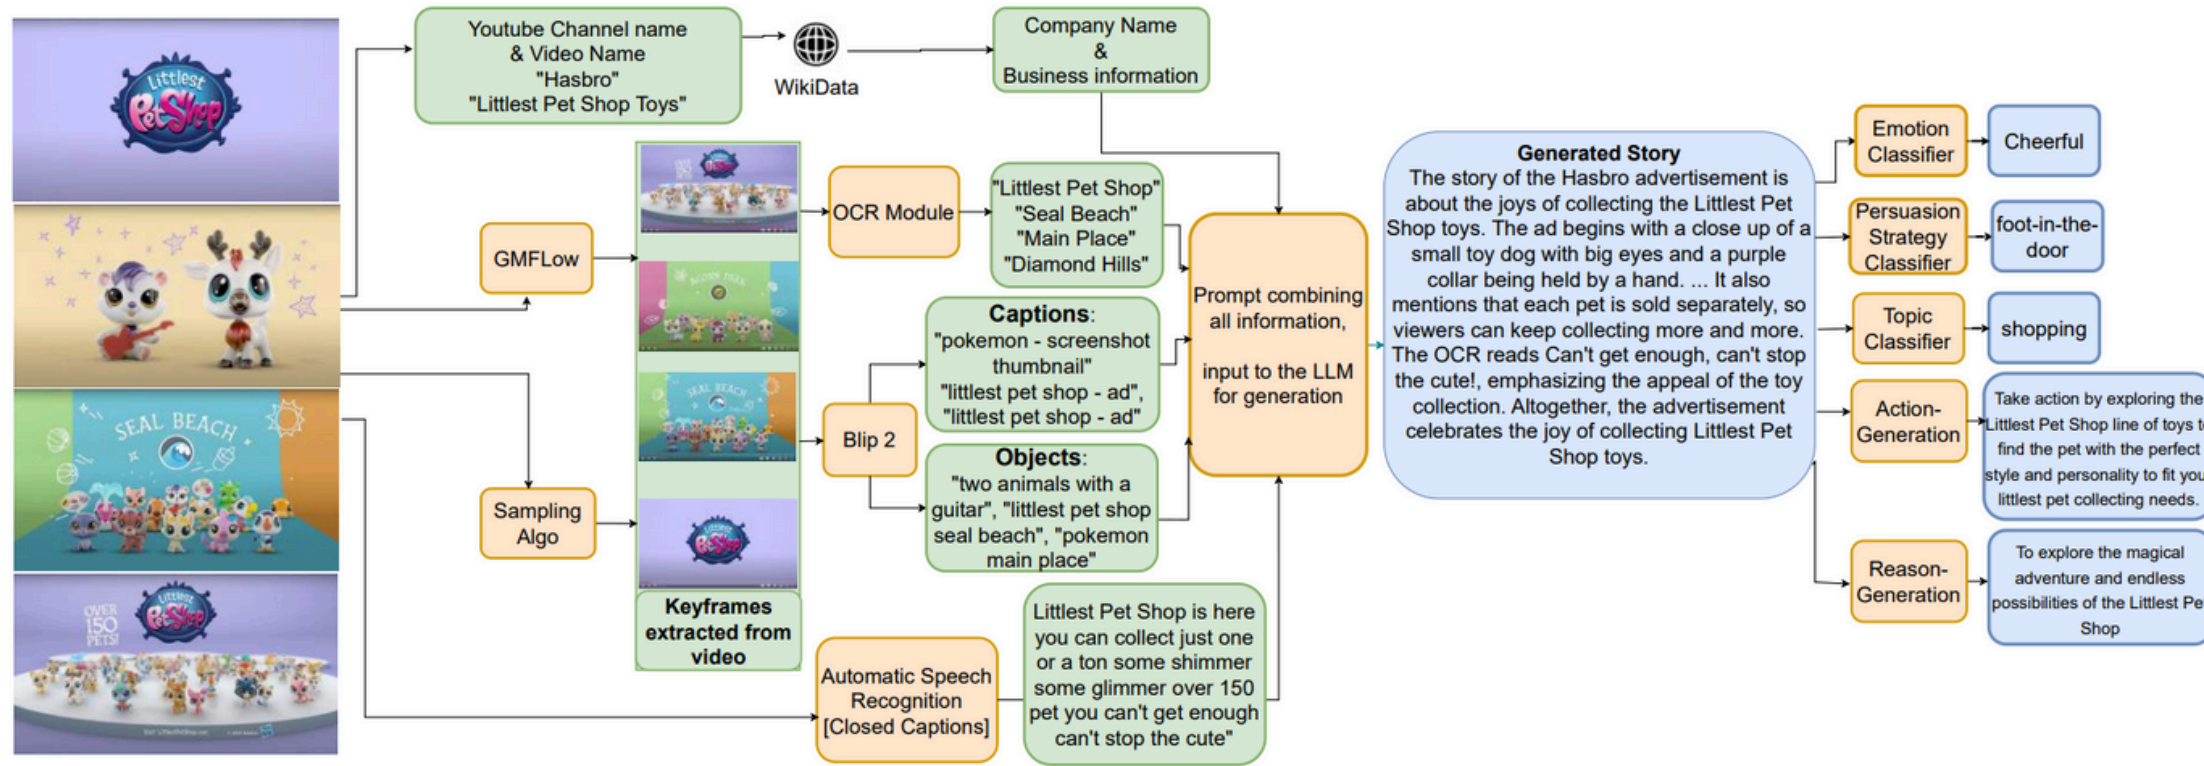 Littlest
Pet Shop
SEAL BEACH
OVER
150
PETS!
Littlest
Pet Shop
Youtube Channel name
& Video Name
"Hasbro"
"Littlest Pet Shop Toys"
WikiData
Company Name
&
Business information
GMFLow
Sampling
Algo
OVER
150
PETS!
Littlest
Pet Shop
ACORN PARK
SEAL BEACH
Littlest
Pet Shop
Keyframes
extracted from
video
OCR Module
"Littlest Pet Shop"
"Seal Beach"
"Main Place"
"Diamond Hills"
Blip 2
Captions:
"pokemon - screenshot
thumbnail"
"littlest pet shop - ad",
"littlest pet shop - ad"
Objects:
"two animals with a
guitar", "littlest pet shop
seal beach", "pokemon
main place"
Automatic Speech
Recognition
[Closed Captions]
Littlest Pet Shop is here
you can collect just one
or a ton some shimmer
some glimmer over 150
pet you can't get enough
can't stop the cute"
Prompt combining
all information,
input to the LLM
for generation
Generated Story
The story of the Hasbro advertisement is
about the joys of collecting the Littlest Pet
Shop toys. The ad begins with a close up of a
small toy dog with big eyes and a purple
collar being held by a hand. ... It also
mentions that each pet is sold separately, so
viewers can keep collecting more and more.
The OCR reads Can't get enough, can't stop
the cute!, emphasizing the appeal of the toy
collection. Altogether, the advertisement
celebrates the joy of collecting Littlest Pet
Shop toys.
Emotion
Classifier
Cheerful
Persuasion
Strategy
Classifier
foot-in-the-
door
Topic
Classifier
shopping
Action-
Generation
Take action by exploring the
Littlest Pet Shop line of toys
find the pet with the perfect
style and personality to fit
littlest pet collecting needs.
Reason-
Generation
To explore the magical
adventure and endless
possibilities of the Littlest
Shop